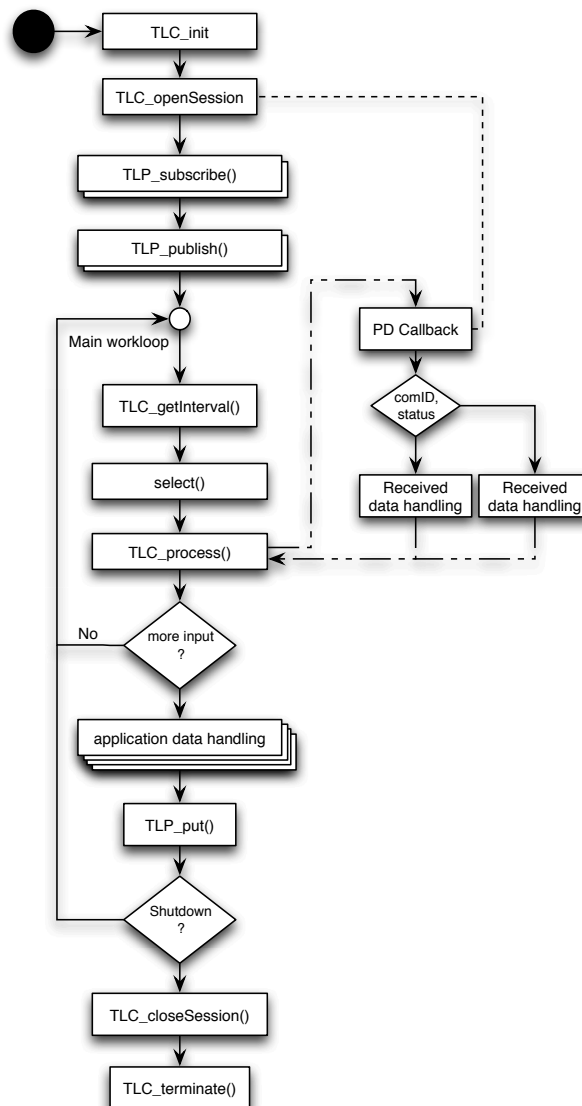 TLC_init
TLC_openSession
TLP_subscribe()
TLP_publish()
Main workloop
PD Callback
TLC_getInterval()
comID,
status
select()
Received
data handling
Received
data handling
TLC_process()
No
more input
?
application data handling
TLP_put()
Shutdown
?
TLC_closeSession()
TLC_terminate()